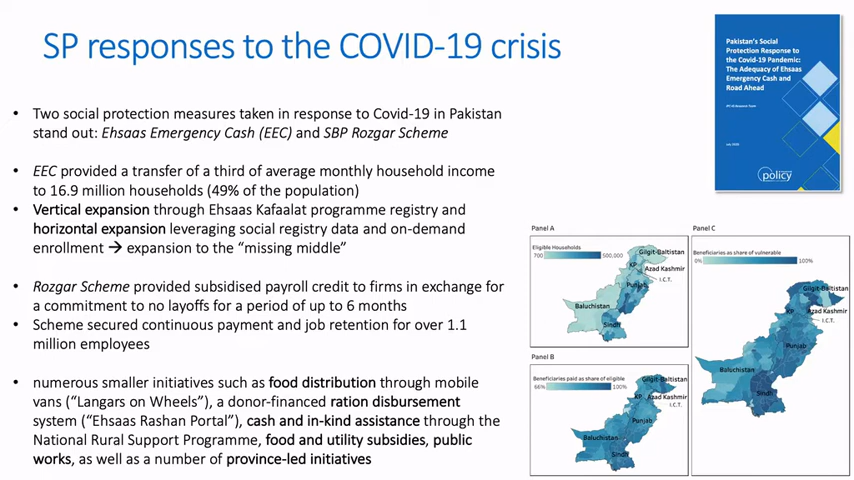 SP responses to the COVID-19 crisis
• Two social protection measures taken in response to Covid-19 in Pakistan
stand out: Ehsaas Emergency Cash (EEC) and SBP Rozgar Scheme
• EEC provided a transfer of a third of average monthly household income
to 16.9 million households (49% of the population)
• Vertical expansion through Ehsaas Kafaalat programme registry and
horizontal expansion leveraging social registry data and on-demand
enrollment → expansion to the “missing middle”
• Rozgar Scheme provided subsidised payroll credit to firms in exchange for
a commitment to no layoffs for a period of up to 6 months
• Scheme secured continuous payment and job retention for over 1.1
million employees
• numerous smaller initiatives such as food distribution through mobile
vans (“Langars on Wheels”), a donor-financed ration disbursement
system (“Ehsaas Rashan Portal”), cash and in-kind assistance through the
National Rural Support Programme, food and utility subsidies, public
works, as well as a number of province-led initiatives
Pakistan's Social
Protection Response to
the Covid-19 Pandemic:
The Adequacy of Ehsaas
Emergency Cash and
Road Ahead
policy
Panel A
Eligible Households
700 500,000
Gilgit-Baltistan
KP
Azad Kashmir
I.C.T.
Punjab
Baluchistan
Sindh
Panel B
Beneficiaries paid as share of eligible
66% 100%
Gilgit-Baltistan
KP
Azad Kashmir
I.C.T.
Punjab
Baluchistan
Sindh
Panel C
Beneficiaries as share of vulnerable
0% 100%
Gilgit-Baltistan
KP
Azad Kashmir
I.C.T.
Punjab
Baluchistan
Sindh